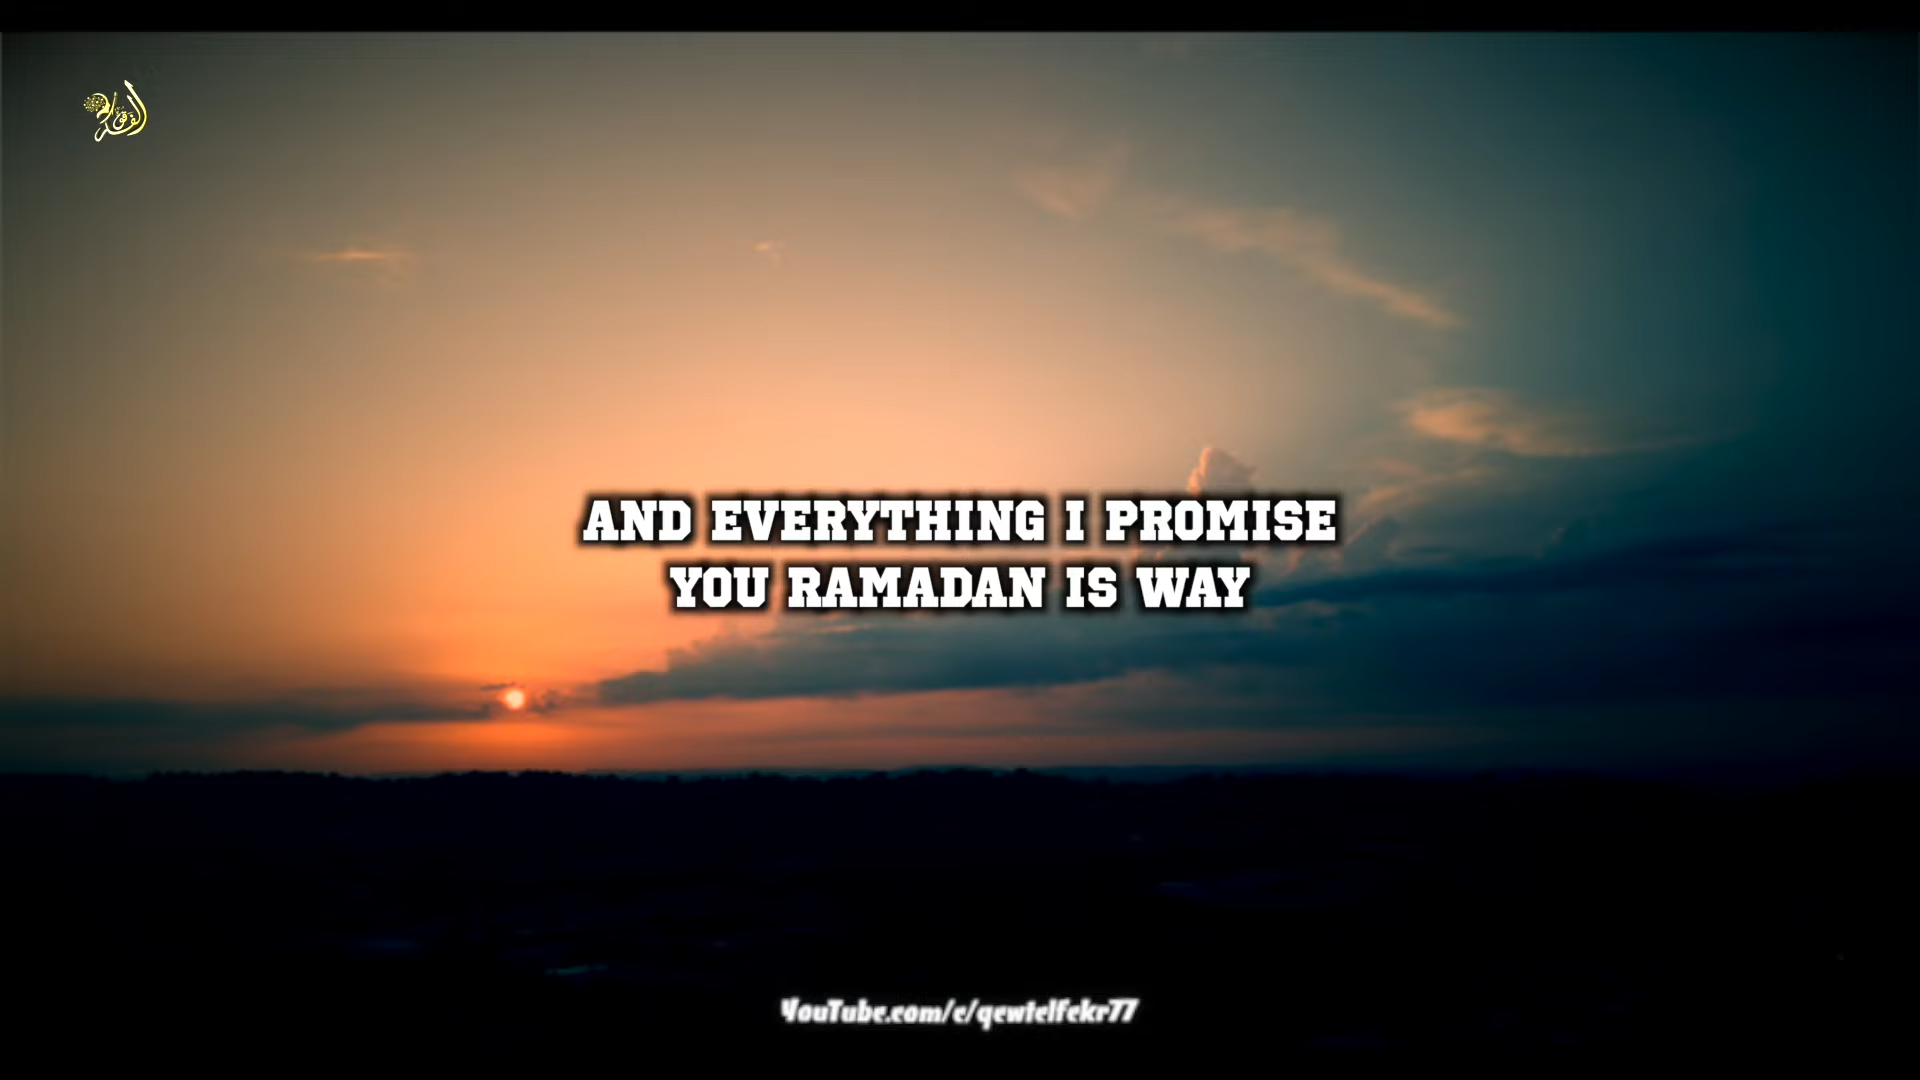 AND EVERYTHING I PROMISE
YOU RAMADAN IS WAY
YouTube.com/c/qewtelfekr77